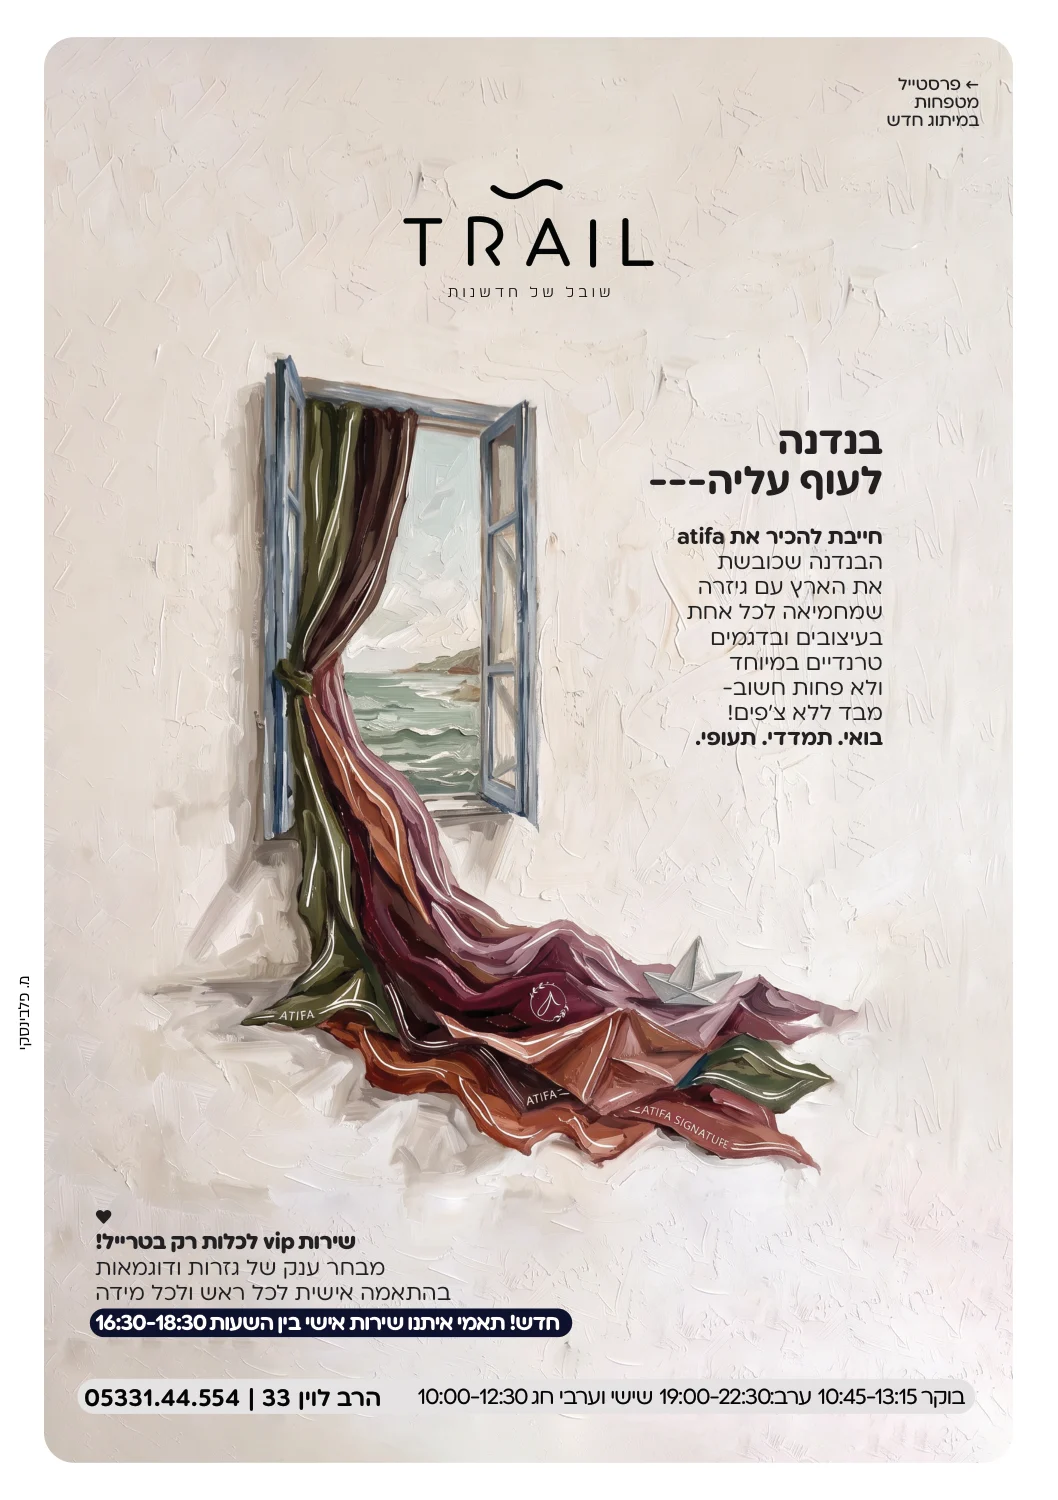 ← פרסטייל
מטפחות
במיתוג חדש
TRAIL
שובל של חדשנות
בנדנה
לעוף עליה---
חייבת להכיר את atifa
הבנדנה שכובשת
את הארץ עם גיזרה
שמחמיאה לכל אחת
בעיצובים ובדגמים
טרנדיים במיוחד
ולא פחות חשוב-
מבד ללא צ'פים!
בואי. תמדדי. תעופי.
ATIFA
ATIFA
ATIFA SIGNATURE
מ. פלבינסקי
♥
שירות vip לכלות רק בטרייל!
מבחר ענק של גזרות ודוגמאות
בהתאמה אישית לכל ראש ולכל מידה
חדש! תאמי איתנו שירות אישי בין השעות 16:30-18:30
בוקר 10:45-13:15 ערב:19:00-22:30 שישי וערבי חג 10:00-12:30
הרב לוין 33 | 05331.44.554